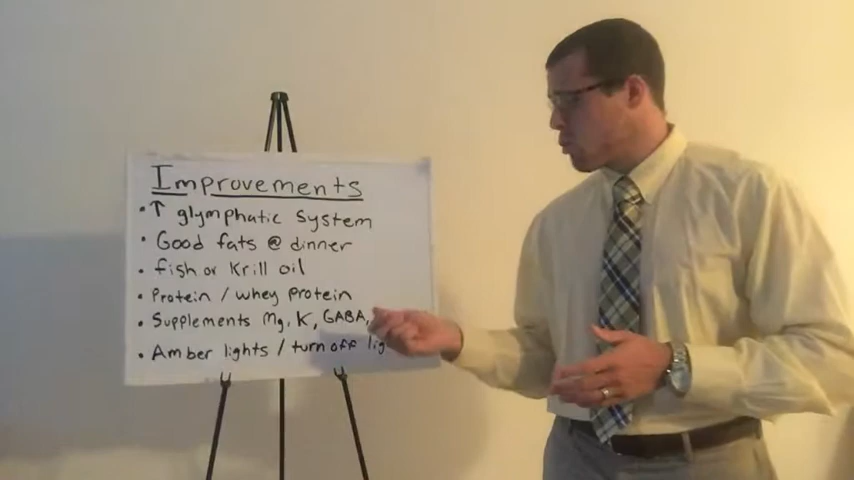 Improvements
• ↑ glymphatic system
• Good fats @ dinner
• fish or Krill oil
• Protein / whey protein
• Supplements Mg, K, GABA,
• Amber lights / turn off